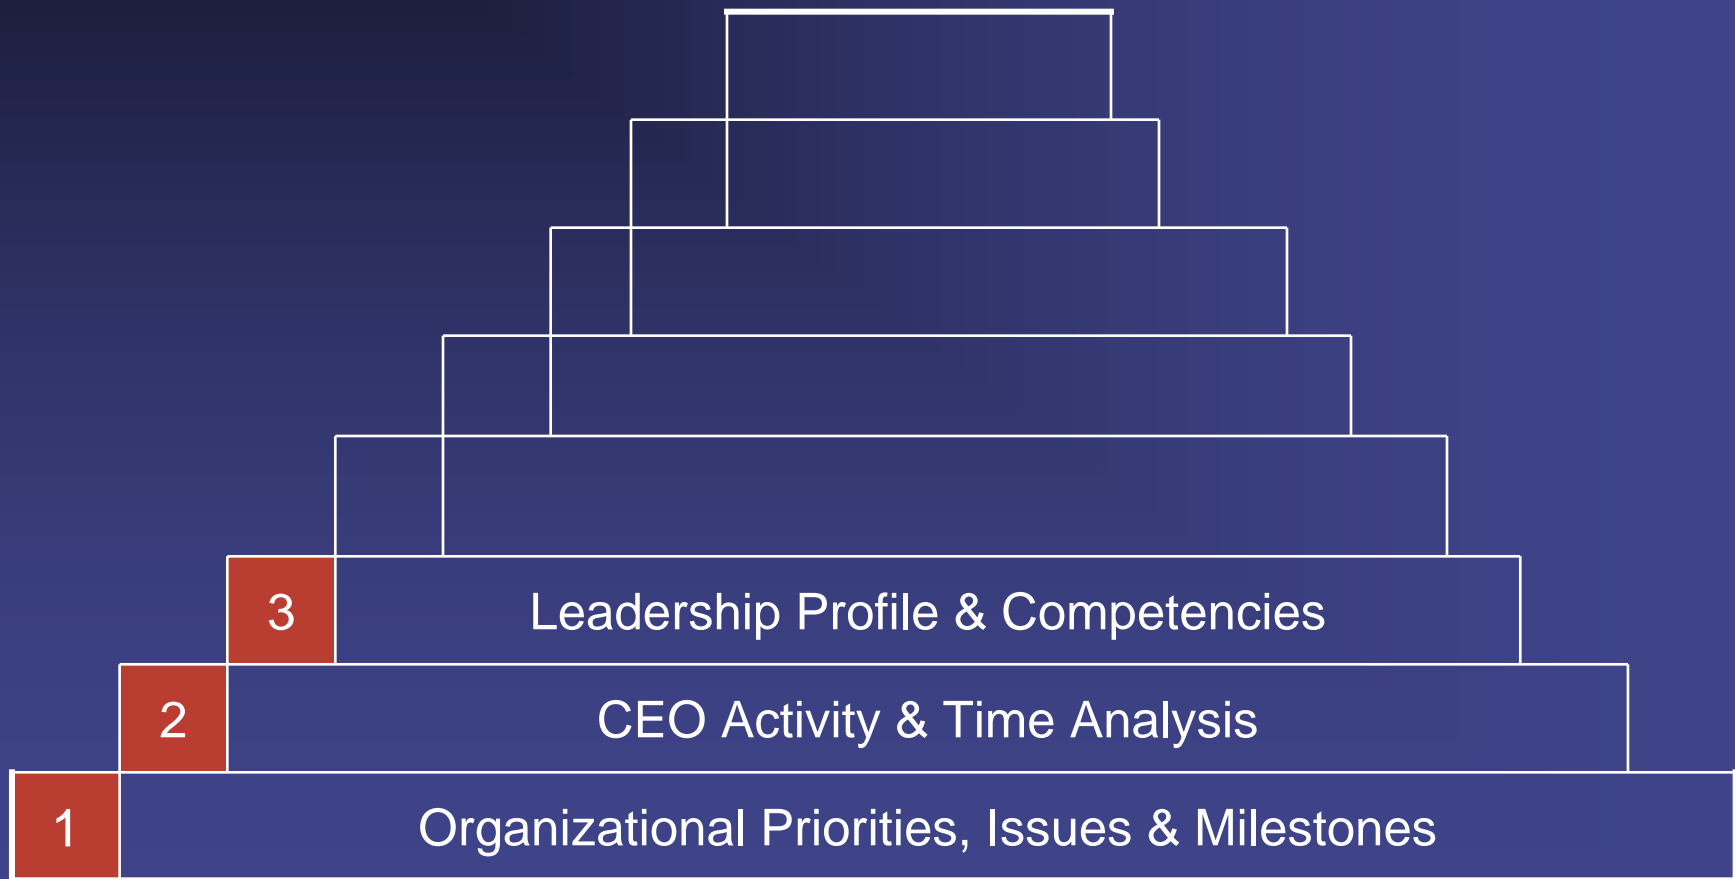 3 Leadership Profile & Competencies
2 CEO Activity & Time Analysis
1 Organizational Priorities, Issues & Milestones